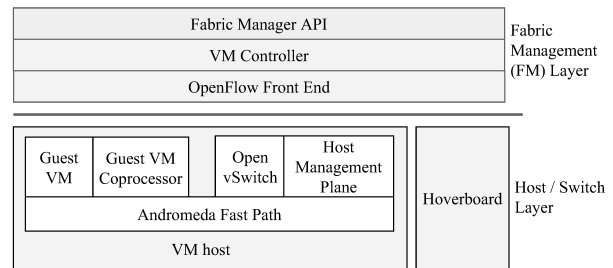 Fabric Manager API
VM Controller
OpenFlow Front End
Fabric
Management
(FM) Layer
Guest
VM
Guest VM
Coprocessor
Open
vSwitch
Host
Management
Plane
Andromeda Fast Path
VM host
Hoverboard
Host / Switch
Layer